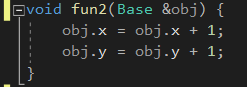 void fun2(Base &obj) {
    obj.x = obj.x + 1;
    obj.y = obj.y + 1;
}